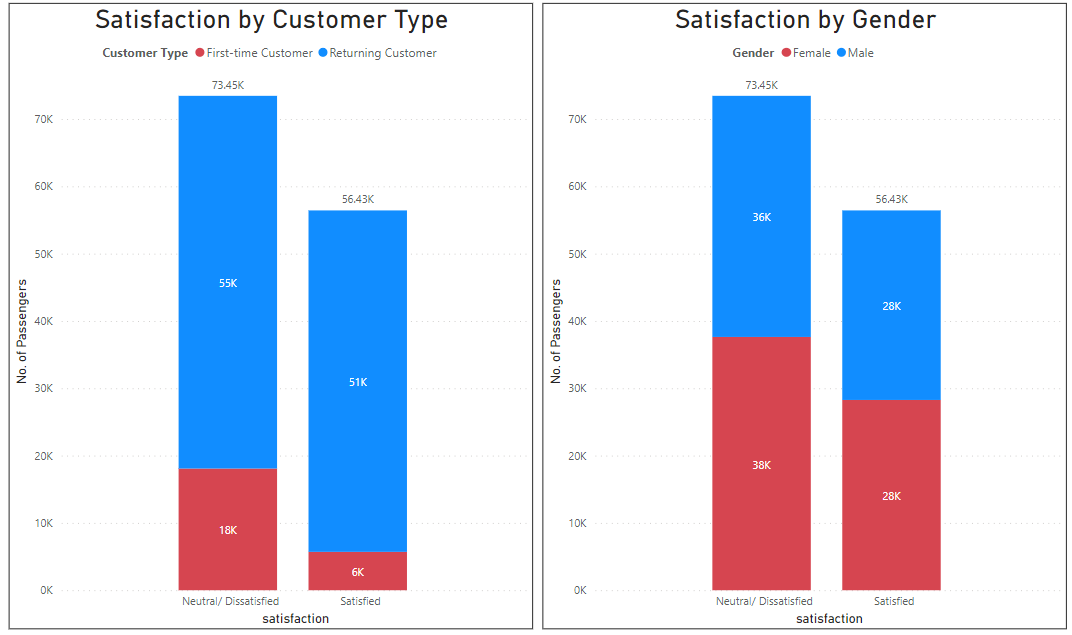 Satisfaction by Customer Type
Customer Type First-time Customer Returning Customer
73.45K
56.43K
70K
60K
50K
40K
30K
20K
10K
0K
No. of Passengers
55K
51K
18K
6K
Neutral/ Dissatisfied Satisfied
satisfaction
Satisfaction by Gender
Gender Female Male
73.45K
56.43K
70K
60K
50K
40K
30K
20K
10K
0K
No. of Passengers
36K
28K
38K
28K
Neutral/ Dissatisfied Satisfied
satisfaction